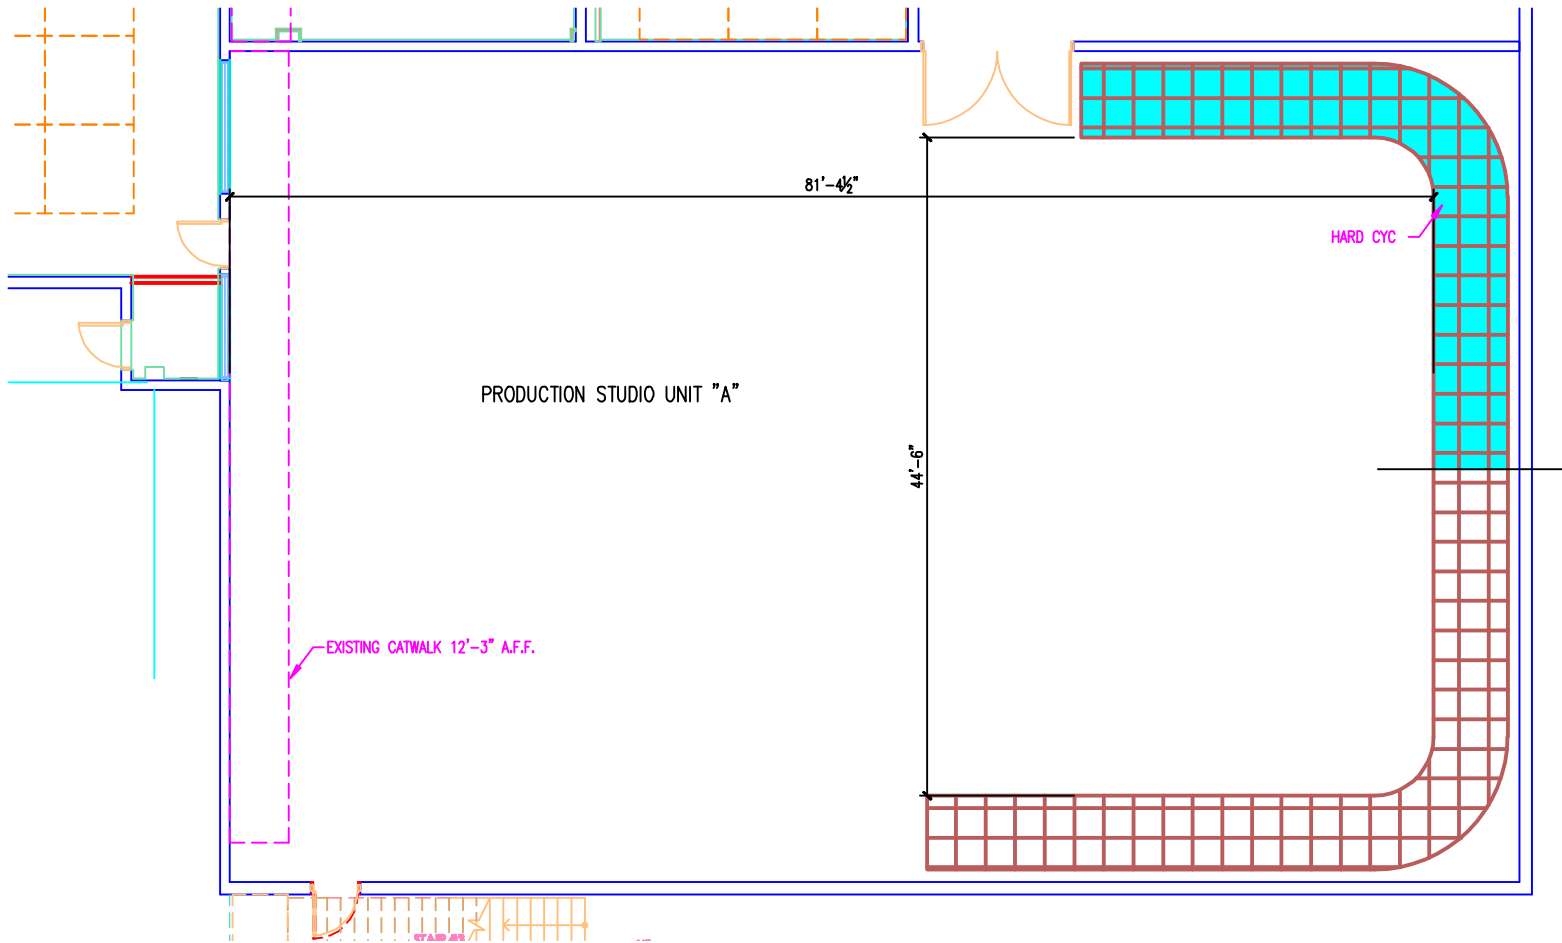 81'-4½"
HARD CYC
PRODUCTION STUDIO UNIT "A"
44'-6"
EXISTING CATWALK 12'-3" A.F.F.